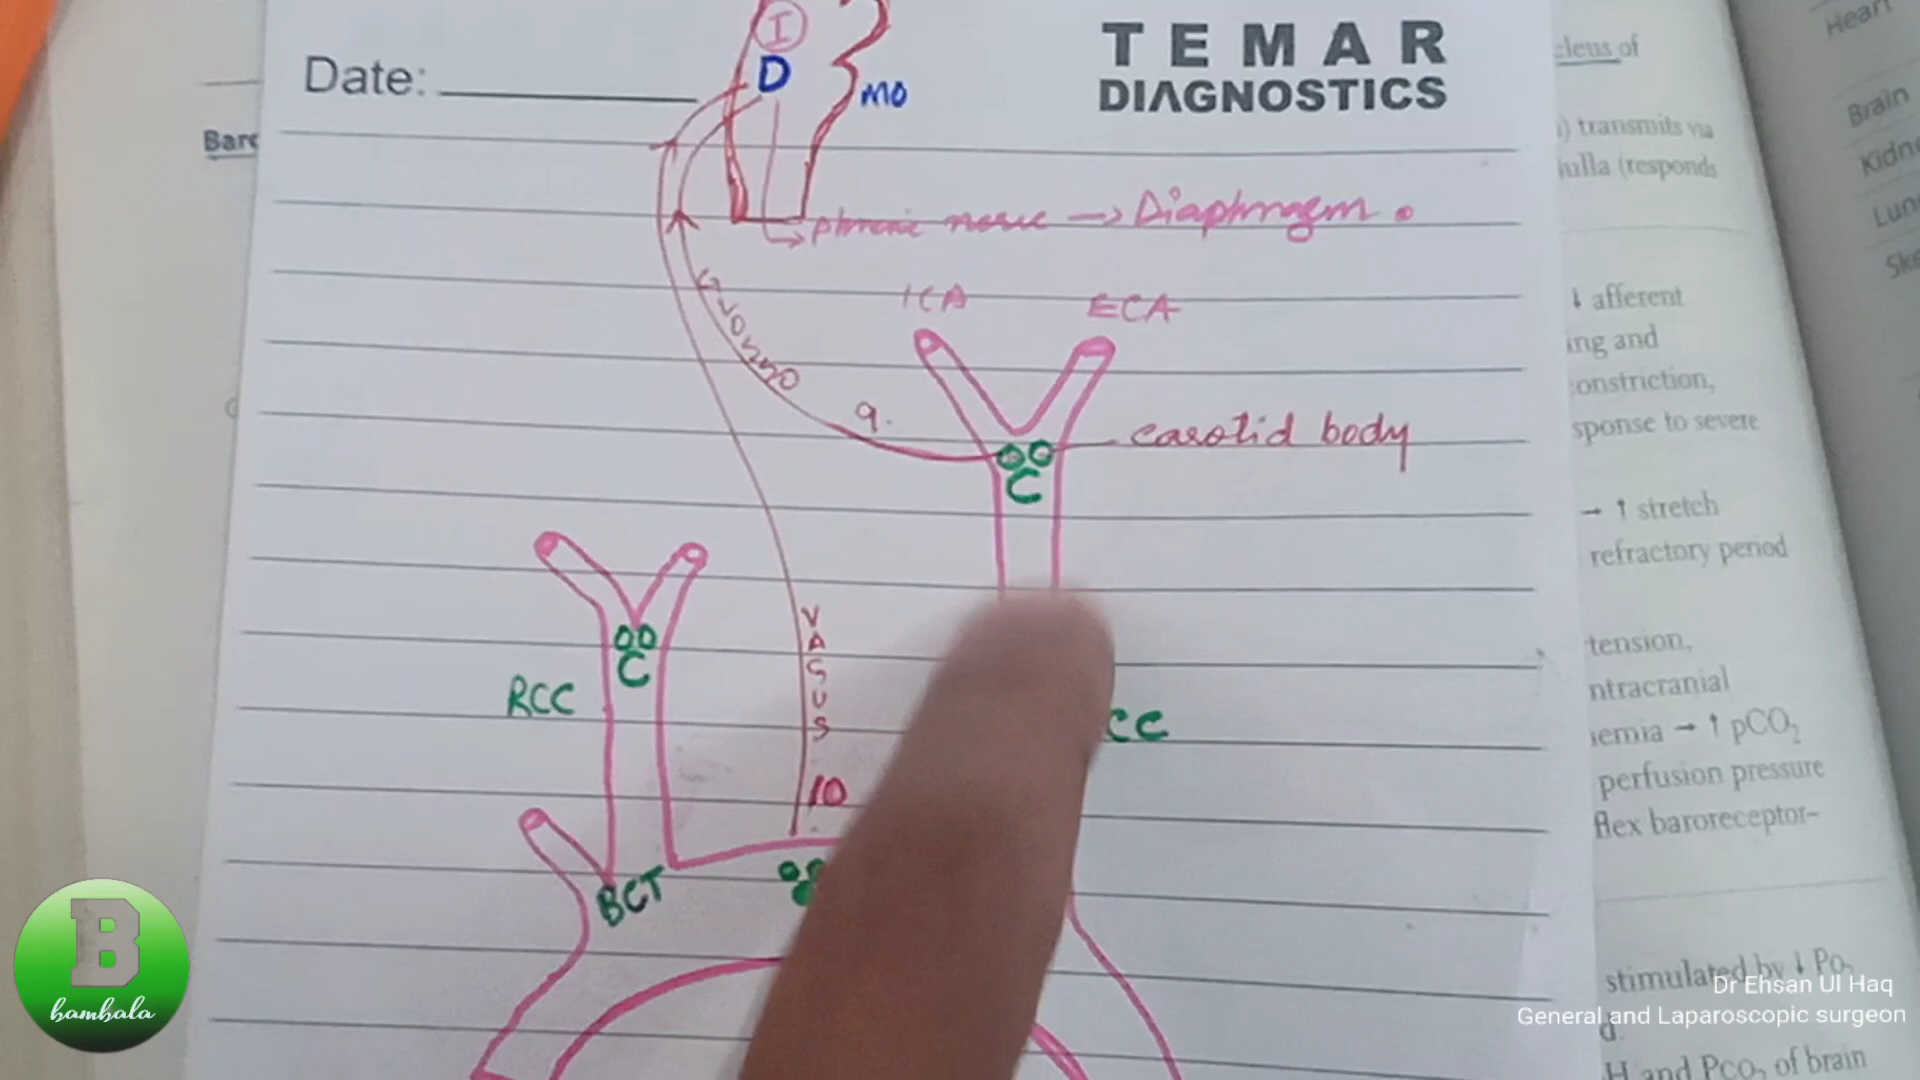 I
D
MO
Date:
TEMAR
DIAGNOSTICS
phrenic nerve → Diaphragm.
ICA
ECA
9.
carotid body
C
C
RCC
VAGUS
10
CC
BCT
Baro
cleus of
) transmits via
ulla (responds
↓ afferent
ing and
onstriction,
sponse to severe
→ ↑ stretch
refractory period
tension,
ntracranial
emia → ↑ pCO₂
perfusion pressure
flex baroreceptor–
stimulated by ↓ Po₂
d.
H and Pco₂ of brain
Heart
Brain
Kidn
Lun
Sk
B
bambala
Dr Ehsan Ul Haq
General and Laparoscopic surgeon